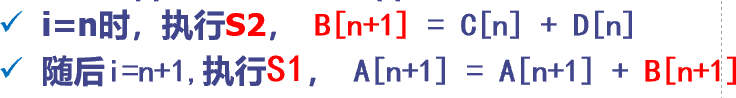 ✓ i=n时，执行S2， B[n+1] = C[n] + D[n]
✓ 随后i=n+1,执行S1， A[n+1] = A[n+1] + B[n+1]